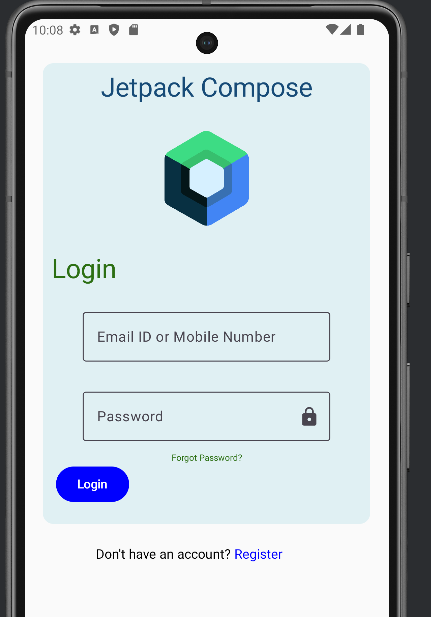 10:08
Jetpack Compose
Login
Email ID or Mobile Number
Password
Forgot Password?
Login
Don't have an account? Register